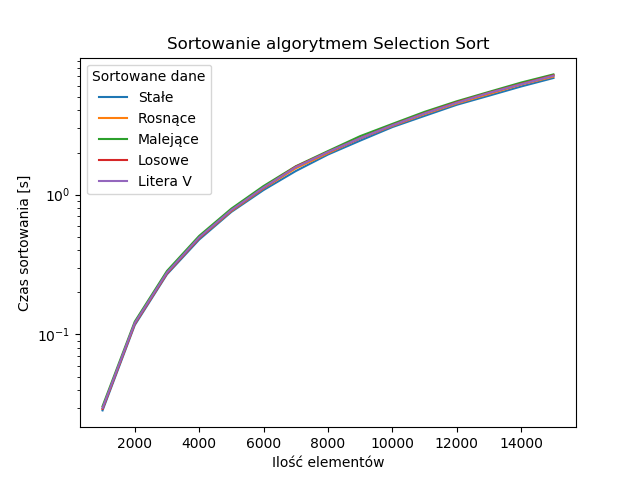 Sortowanie algorytmem Selection Sort
Sortowane dane
Stałe
Rosnące
Malejące
Losowe
Litera V
Czas sortowania [s]
10⁰
10⁻¹
2000 4000 6000 8000 10000 12000 14000
Ilość elementów